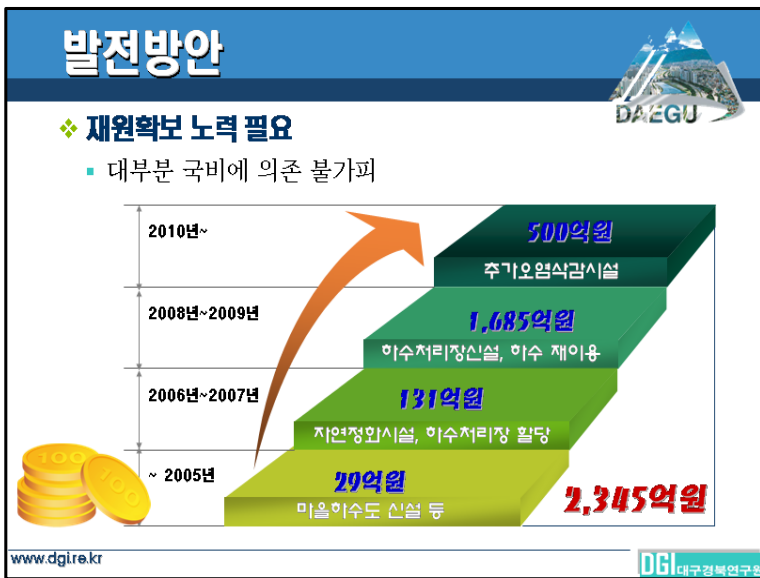 발전방안
DAEGU
재원확보 노력 필요
대부분 국비에 의존 불가피
2010년~
500억원
추가오염삭감시설
2008년~2009년
1,685억원
하수처리장신설, 하수 재이용
2006년~2007년
131억원
자연정화시설, 하수처리장 할당
~ 2005년
29억원
마을하수도 신설 등
2,345억원
100
100
www.dgi.re.kr
DGI 대구경북연구원